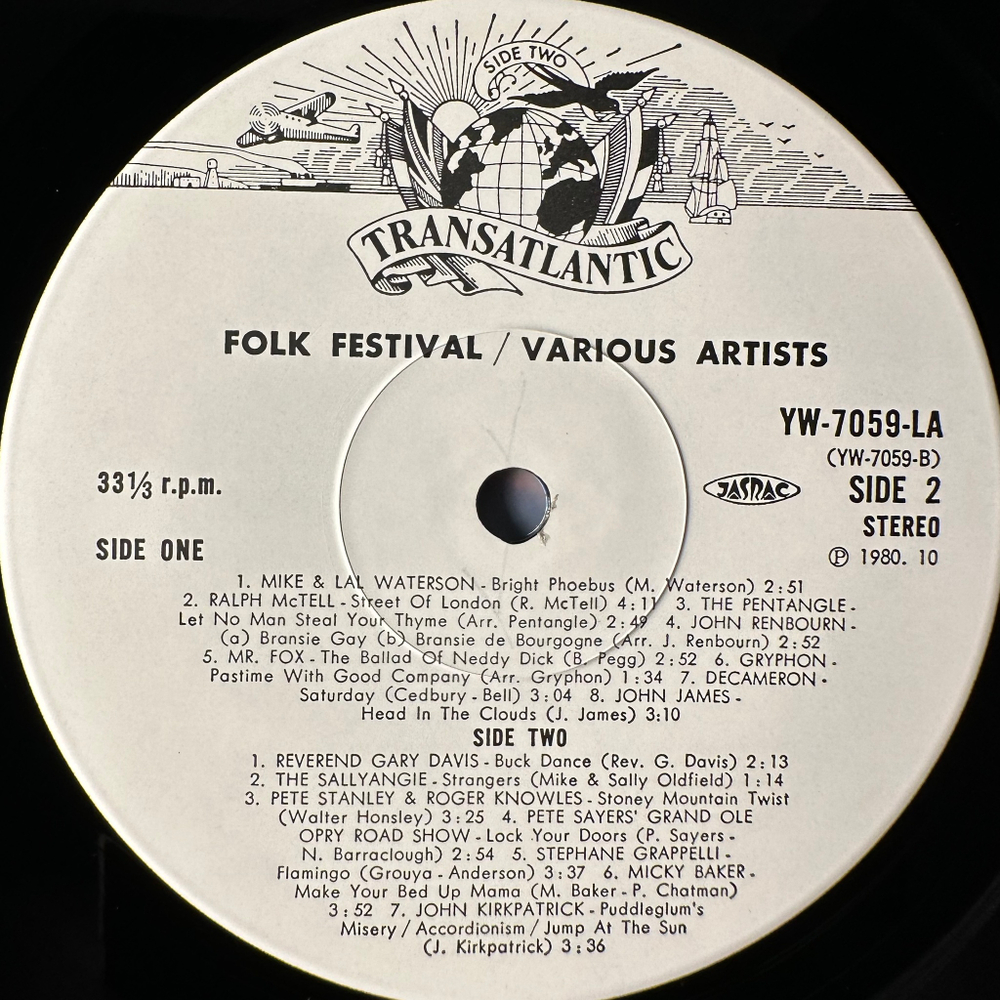 SIDE TWO
TRANSATLANTIC
FOLK FESTIVAL / VARIOUS ARTISTS
YW-7059-LA
(YW-7059-B)
33 1/3 r.p.m.
JASRAC
SIDE 2
STEREO
SIDE ONE
Ⓟ 1980. 10
1. MIKE & LAL WATERSON - Bright Phoebus (M. Waterson) 2:51
2. RALPH McTELL - Street Of London (R. McTell) 4:11 3. THE PENTANGLE -
Let No Man Steal Your Thyme (Arr. Pentangle) 2:49 4. JOHN RENBOURN -
(a) Bransie Gay (b) Bransie de Bourgogne (Arr. J. Renbourn) 2:52
5. MR. FOX - The Ballad Of Neddy Dick (B. Pegg) 2:52 6. GRYPHON -
Pastime With Good Company (Arr. Gryphon) 1:34 7. DECAMERON -
Saturday (Cedbury - Bell) 3:04 8. JOHN JAMES -
Head In The Clouds (J. James) 3:10
SIDE TWO
1. REVEREND GARY DAVIS - Buck Dance (Rev. G. Davis) 2:13
2. THE SALLYANGIE - Strangers (Mike & Sally Oldfield) 1:14
3. PETE STANLEY & ROGER KNOWLES - Stoney Mountain Twist
(Walter Honsley) 3:25 4. PETE SAYERS' GRAND OLE
OPRY ROAD SHOW - Lock Your Doors (P. Sayers -
N. Barraclough) 2:54 5. STEPHANE GRAPPELLI -
Flamingo (Grouya - Anderson) 3:37 6. MICKY BAKER -
Make Your Bed Up Mama (M. Baker - P. Chatman)
3:52 7. JOHN KIRKPATRICK - Puddleglum's
Misery / Accordionism / Jump At The Sun
(J. Kirkpatrick) 3:36